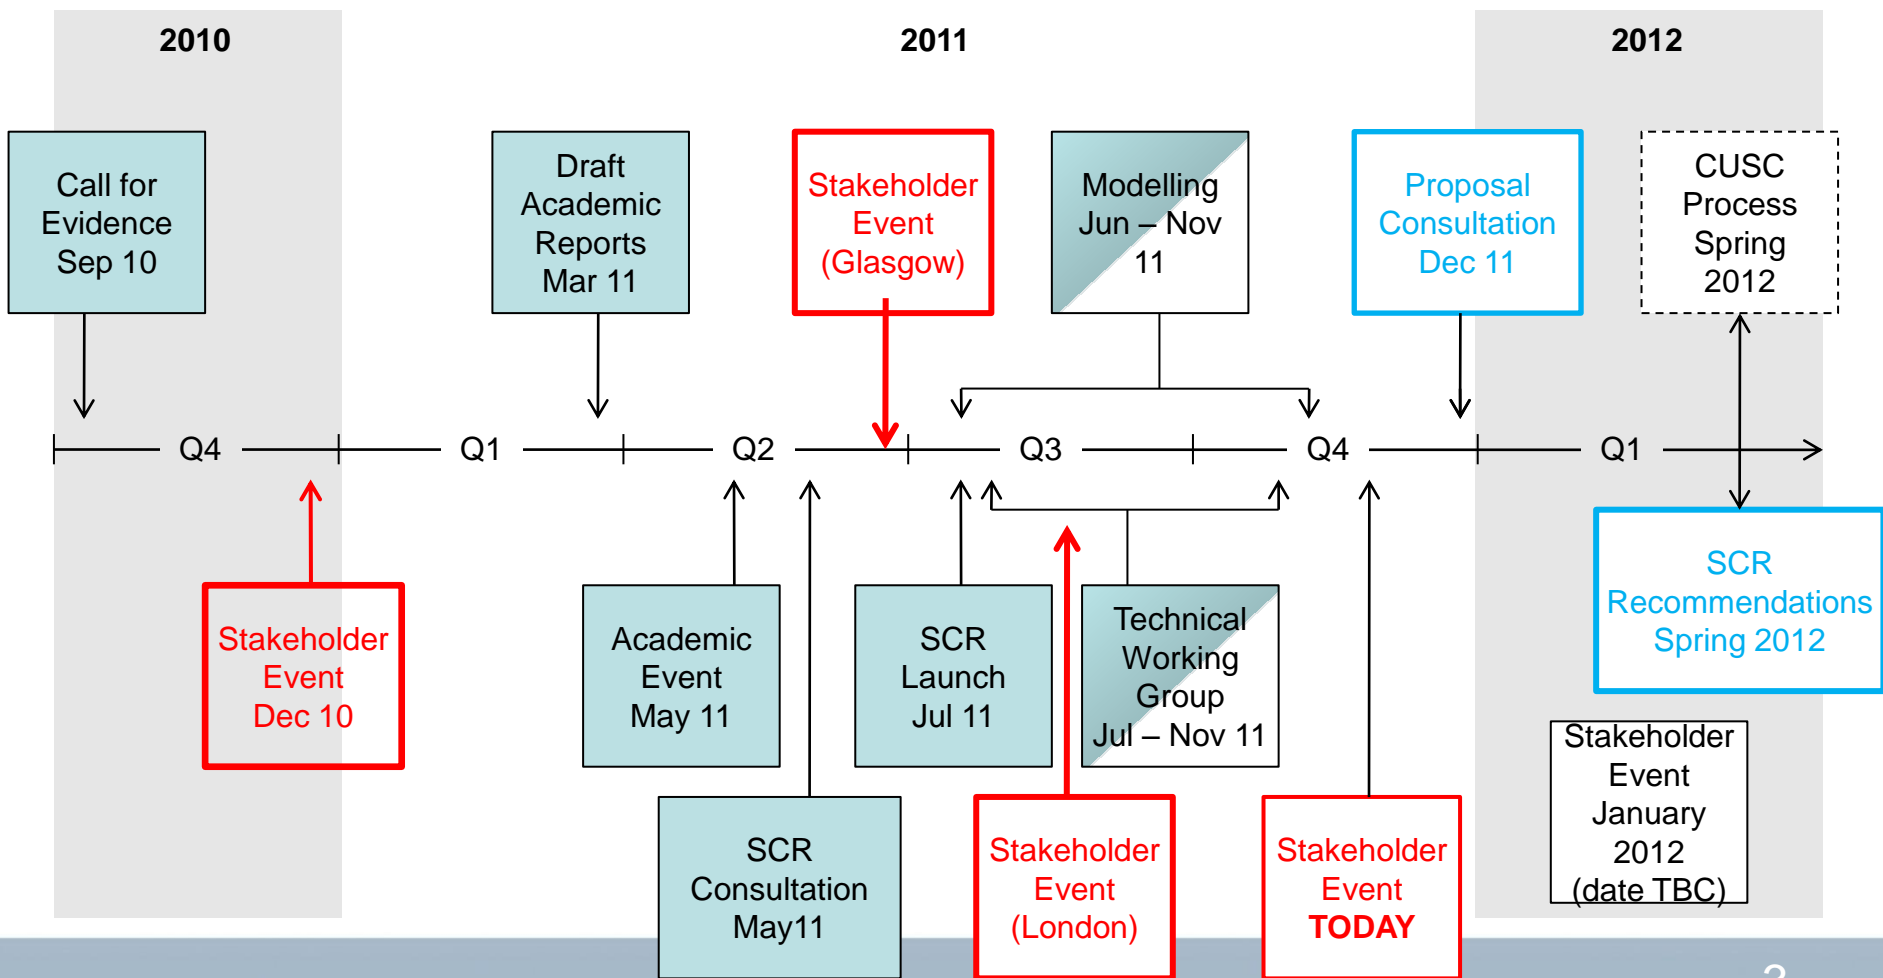 2010
2011
2012
Call for
Evidence
Sep 10
Draft
Academic
Reports
Mar 11
Stakeholder
Event
(Glasgow)
Modelling
Jun – Nov
11
Proposal
Consultation
Dec 11
CUSC
Process
Spring
2012
Q4
Q1
Q2
Q3
Q4
Q1
Stakeholder
Event
Dec 10
Academic
Event
May 11
SCR
Launch
Jul 11
Technical
Working
Group
Jul – Nov 11
SCR
Recommendations
Spring 2012
SCR
Consultation
May11
Stakeholder
Event
(London)
Stakeholder
Event
TODAY
Stakeholder
Event
January
2012
(date TBC)